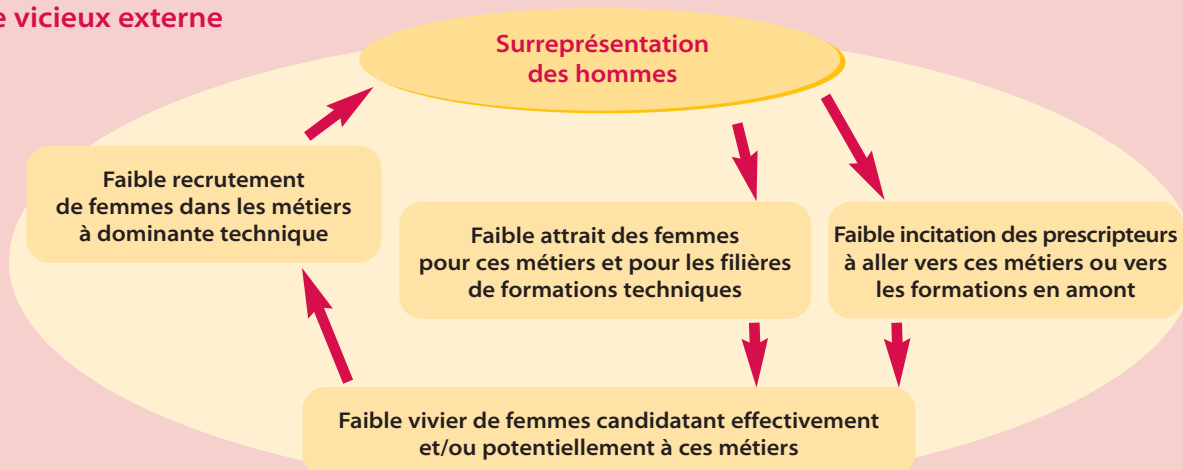 e vicieux externe
Surreprésentation
des hommes
Faible recrutement
de femmes dans les métiers
à dominante technique
Faible attrait des femmes
pour ces métiers et pour les filières
de formations techniques
Faible incitation des prescripteurs
à aller vers ces métiers ou vers
les formations en amont
Faible vivier de femmes candidatant effectivement
et/ou potentiellement à ces métiers